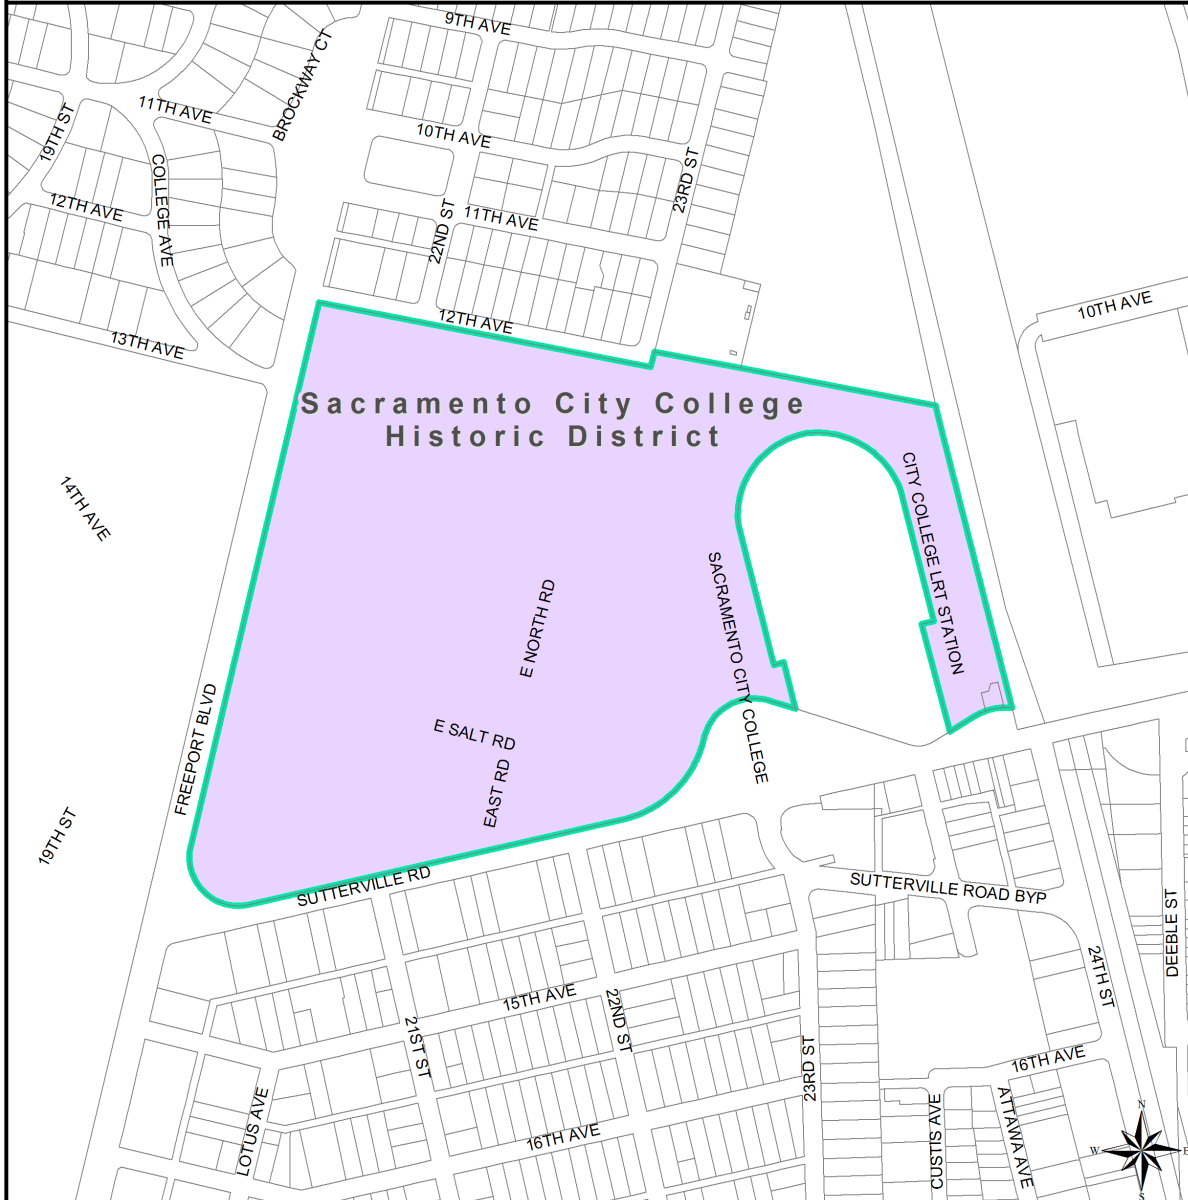 9TH AVE
BROCKWAY CT
11TH AVE
19TH ST
10TH AVE
COLLEGE AVE
23RD ST
12TH AVE
22ND ST
11TH AVE
10TH AVE
12TH AVE
13TH AVE
Sacramento City College
Historic District
14TH AVE
CITY COLLEGE LRT STATION
SACRAMENTO CITY COLLEGE
E NORTH RD
FREEPORT BLVD
E SALT RD
EAST RD
19TH ST
SUTTERVILLE RD
SUTTERVILLE ROAD BYP
DEEBLE ST
24TH ST
15TH AVE
22ND ST
21ST ST
23RD ST
16TH AVE
LOTUS AVE
16TH AVE
CUSTIS AVE
ATTAWA AVE
N
W
E
S